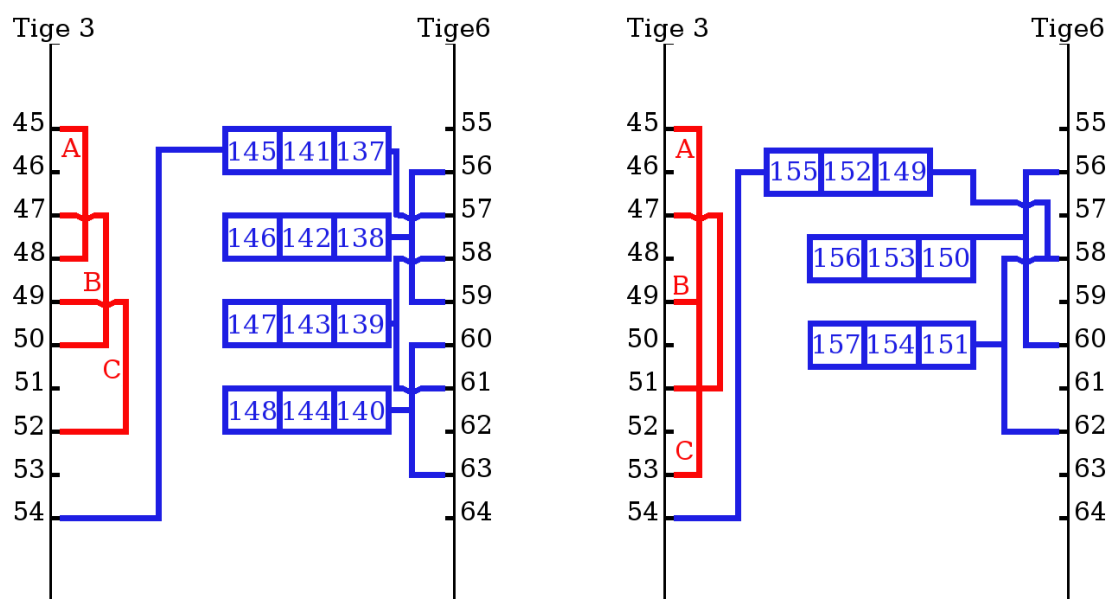 Tige 3 Tige6 Tige 3 Tige6
45 55 45 55
A 145 141 137 A
46 56 46 155 152 149 56
47 57 47 57
146 142 138
48 58 48 156 153 150 58
B B
49 59 49 59
147 143 139
50 60 50 157 154 151 60
C
51 61 51 61
148 144 140
52 62 52 62
C
53 63 53 63
54 64 54 64